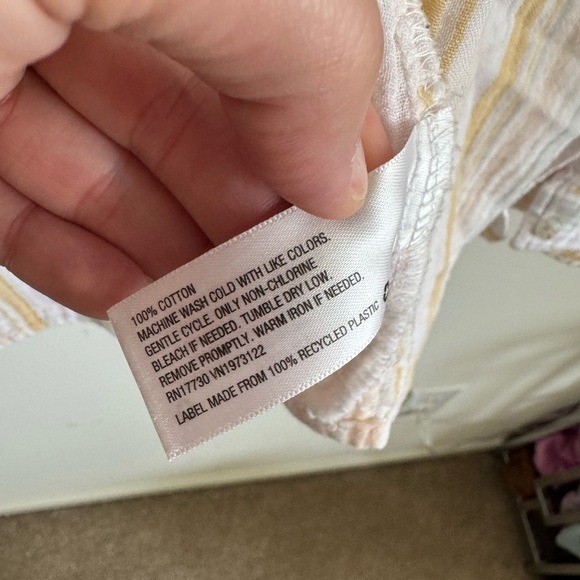 100% COTTON
MACHINE WASH COLD WITH LIKE COLORS.
GENTLE CYCLE. ONLY NON-CHLORINE
BLEACH IF NEEDED. TUMBLE DRY LOW.
REMOVE PROMPTLY. WARM IRON IF NEEDED.
RN17730 VN1973122
LABEL MADE FROM 100% RECYCLED PLASTIC